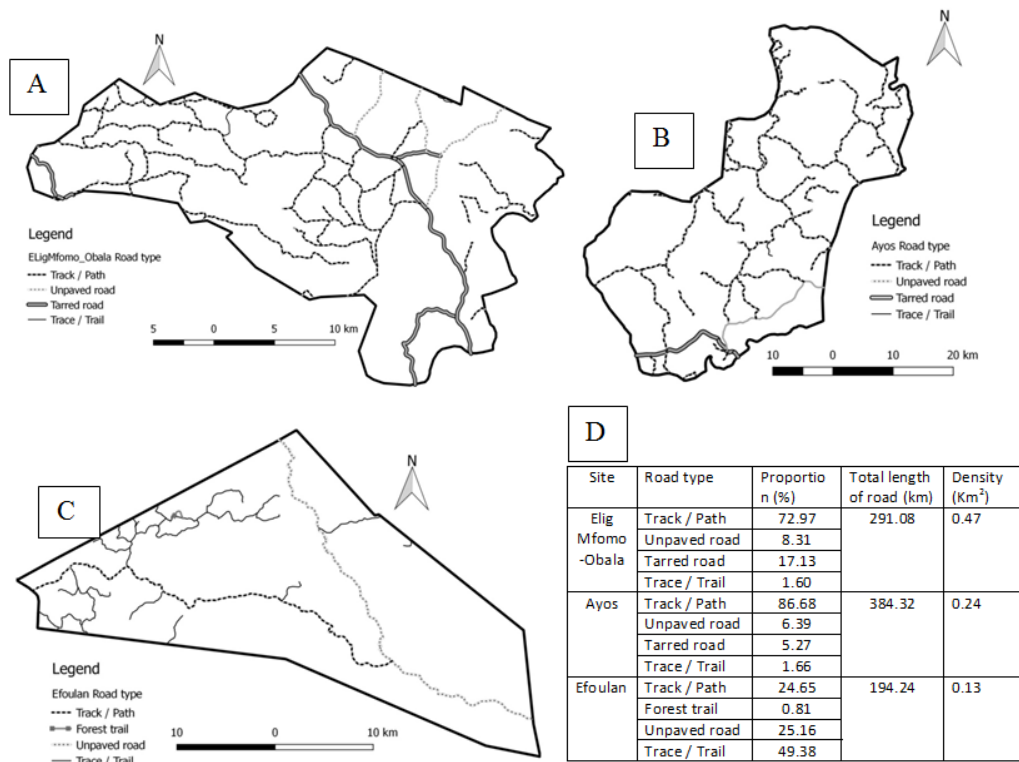 A
N
Legend
ELigMfomo_Obala Road type
Track / Path
Unpaved road
Tarred road
Trace / Trail
5 0 5 10 km
B
N
Legend
Ayos Road type
Track / Path
Unpaved road
Tarred road
Trace / Trail
10 0 10 20 km
C
N
Legend
Efoulan Road type
Track / Path
Forest trail
Unpaved road
Trace / Trail
10 0 10 km
D
Site Road type Proportio Total length Density
n (%) of road (km) (Km²)
Elig Track / Path 72.97 291.08 0.47
Mfomo Unpaved road 8.31
-Obala Tarred road 17.13
Trace / Trail 1.60
Ayos Track / Path 86.68 384.32 0.24
Unpaved road 6.39
Tarred road 5.27
Trace / Trail 1.66
Efoulan Track / Path 24.65 194.24 0.13
Forest trail 0.81
Unpaved road 25.16
Trace / Trail 49.38